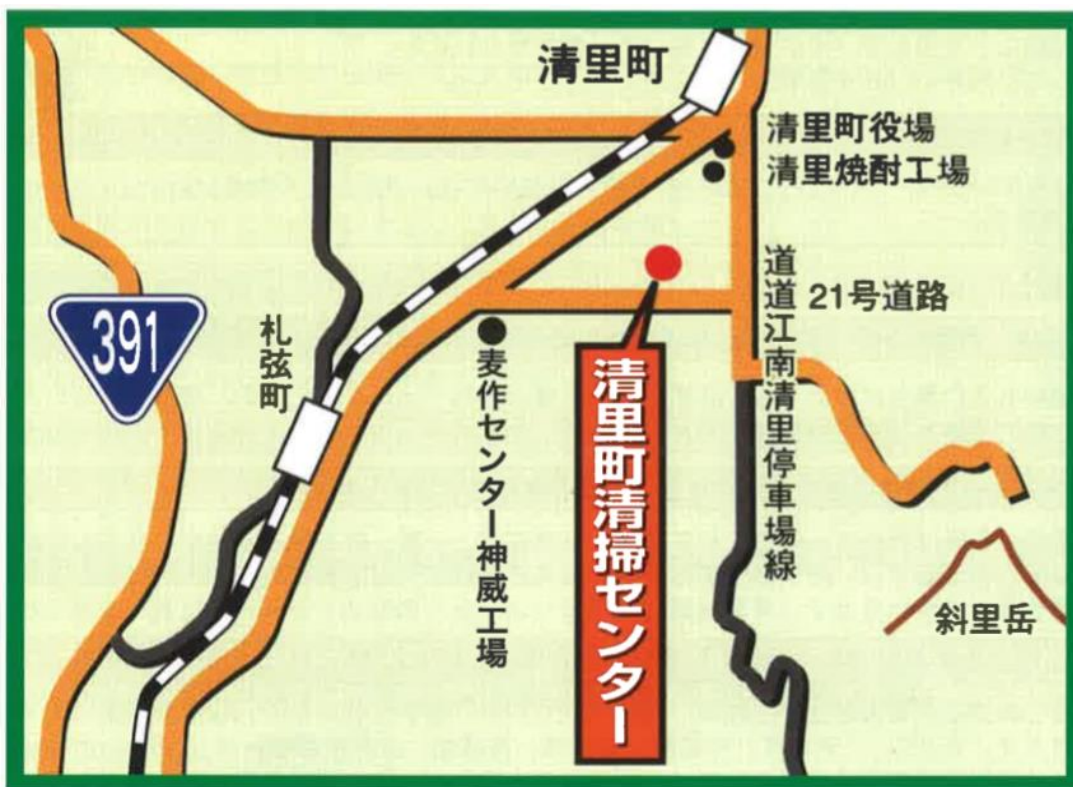 清里町
清里町役場
清里焼酎工場
道道江南清里停車場線
21号道路
391
札弦町
麦作センター神威工場
清里町清掃センター
斜里岳